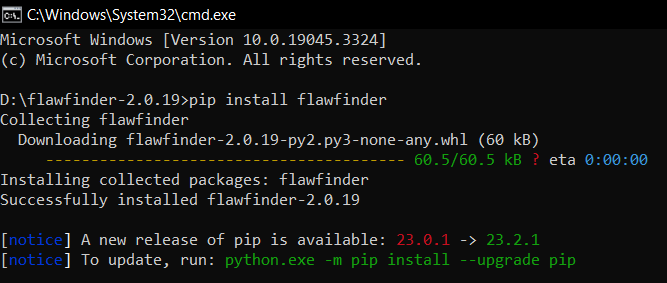 C:\Windows\System32\cmd.exe
Microsoft Windows [Version 10.0.19045.3324]
(c) Microsoft Corporation. All rights reserved.
D:\flawfinder-2.0.19>pip install flawfinder
Collecting flawfinder
  Downloading flawfinder-2.0.19-py2.py3-none-any.whl (60 kB)
     ---------------------------------------- 60.5/60.5 kB ? eta 0:00:00
Installing collected packages: flawfinder
Successfully installed flawfinder-2.0.19
[notice] A new release of pip is available: 23.0.1 -> 23.2.1
[notice] To update, run: python.exe -m pip install --upgrade pip